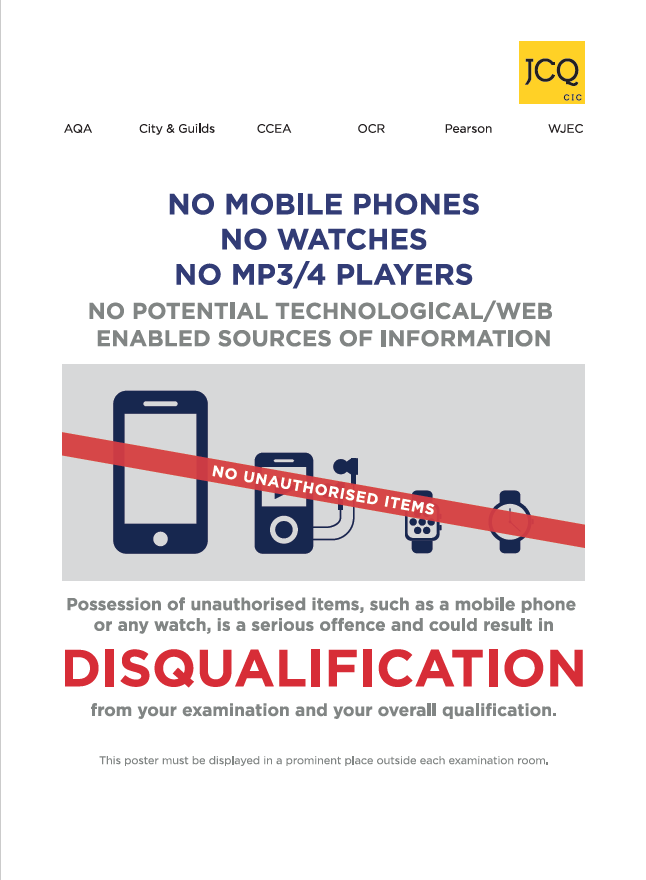 JCQ
CIC
AQA City & Guilds CCEA OCR Pearson WJEC
NO MOBILE PHONES
NO WATCHES
NO MP3/4 PLAYERS
NO POTENTIAL TECHNOLOGICAL/WEB
ENABLED SOURCES OF INFORMATION
NO UNAUTHORISED ITEMS
Possession of unauthorised items, such as a mobile phone
or any watch, is a serious offence and could result in
DISQUALIFICATION
from your examination and your overall qualification.
This poster must be displayed in a prominent place outside each examination room.